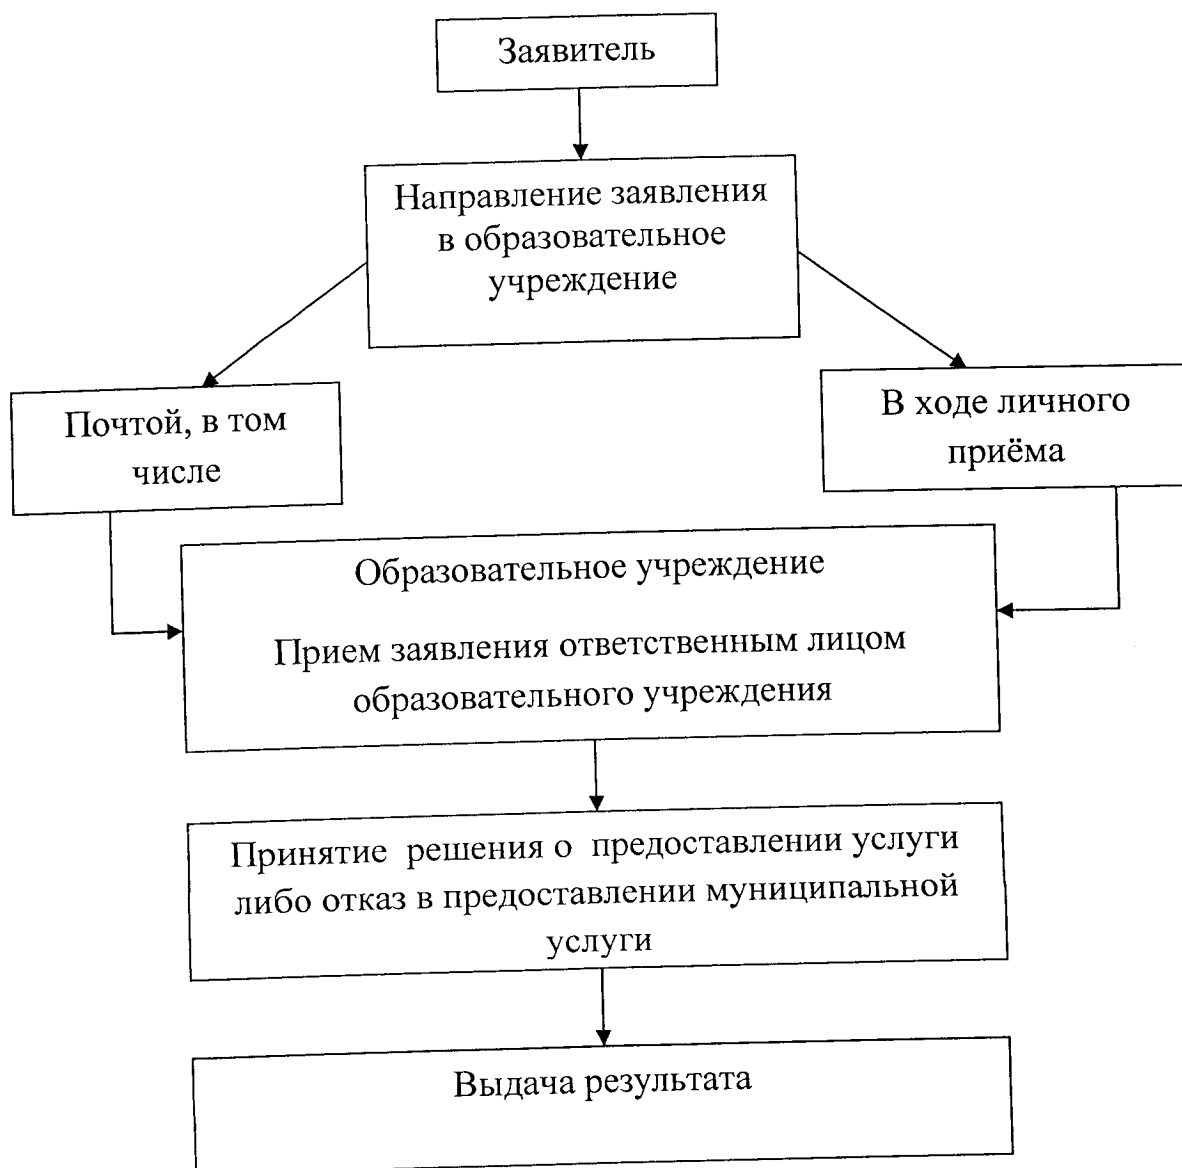 Заявитель
Направление заявления
в образовательное
учреждение
Почтой, в том
числе
В ходе личного
приёма
Образовательное учреждение
Прием заявления ответственным лицом
образовательного учреждения
Принятие решения о предоставлении услуги
либо отказ в предоставлении муниципальной
услуги
Выдача результата